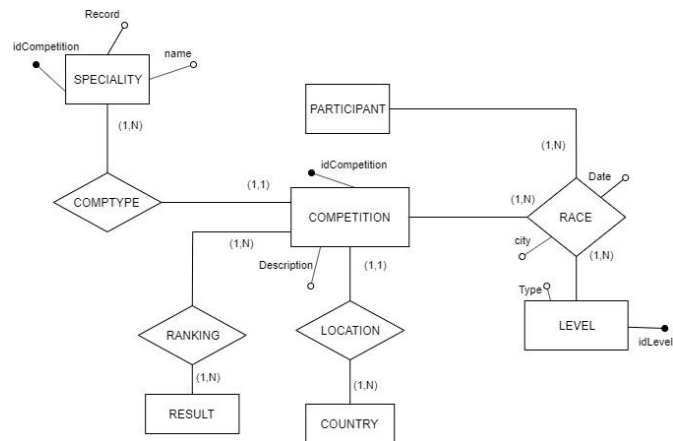 Record
idCompetition
name
SPECIALITY
PARTICIPANT
(1,N)
(1,N)
idCompetition
Date
COMPTYPE
(1,1)
COMPETITION
(1,N)
RACE
(1,N)
Description
(1,1)
city
(1,N)
Type
RANKING
LOCATION
LEVEL
idLevel
(1,N)
(1,N)
RESULT
COUNTRY